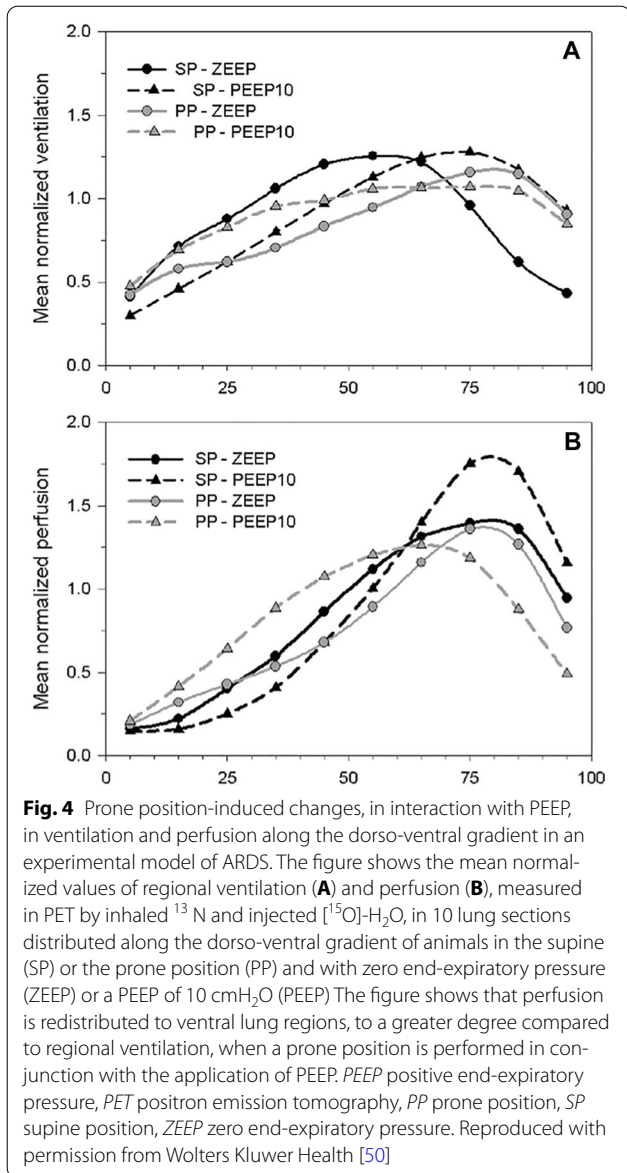 A
SP - ZEEP
SP - PEEP10
PP - ZEEP
PP - PEEP10
Mean normalized ventilation
2.0
1.5
1.0
0.5
0.0
0
25
50
75
100
B
SP - ZEEP
SP - PEEP10
PP - ZEEP
PP - PEEP10
Mean normalized perfusion
2.0
1.5
1.0
0.5
0.0
0
25
50
75
100
Fig. 4 Prone position-induced changes, in interaction with PEEP,
in ventilation and perfusion along the dorso-ventral gradient in an
experimental model of ARDS. The figure shows the mean normal-
ized values of regional ventilation (A) and perfusion (B), measured
in PET by inhaled ¹³ N and injected [¹⁵O]-H₂O, in 10 lung sections
distributed along the dorso-ventral gradient of animals in the supine
(SP) or the prone position (PP) and with zero end-expiratory pressure
(ZEEP) or a PEEP of 10 cmH₂O (PEEP) The figure shows that perfusion
is redistributed to ventral lung regions, to a greater degree compared
to regional ventilation, when a prone position is performed in con-
junction with the application of PEEP. PEEP positive end-expiratory
pressure, PET positron emission tomography, PP prone position, SP
supine position, ZEEP zero end-expiratory pressure. Reproduced with
permission from Wolters Kluwer Health [50]